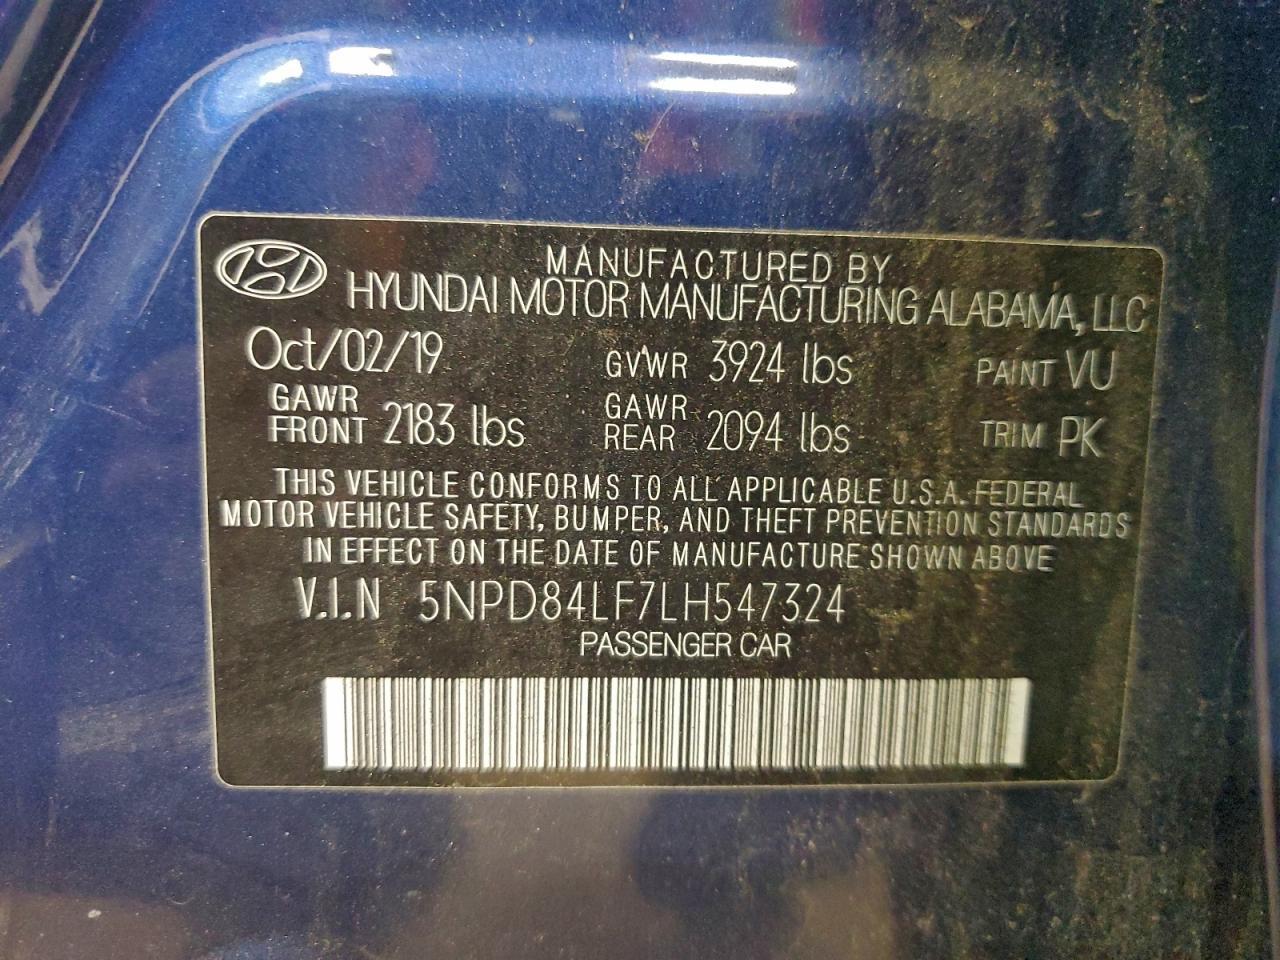 MANUFACTURED BY
HYUNDAI MOTOR MANUFACTURING ALABAMA, LLC
Oct/02/19 GVWR 3924 lbs PAINT VU
GAWR FRONT 2183 lbs GAWR REAR 2094 lbs TRIM PK
THIS VEHICLE CONFORMS TO ALL APPLICABLE U.S.A. FEDERAL
MOTOR VEHICLE SAFETY, BUMPER, AND THEFT PREVENTION STANDARDS
IN EFFECT ON THE DATE OF MANUFACTURE SHOWN ABOVE
V.I.N 5NPD84LF7LH547324
PASSENGER CAR